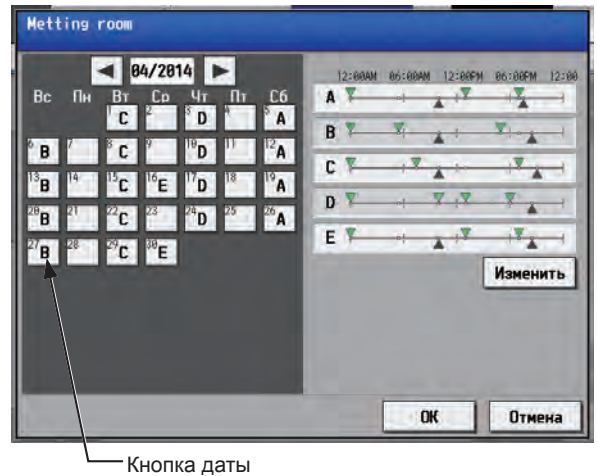 Metting room
04/2014
Вс Пн Вт Ср Чт Пт Сб
1 C 2 3 D 4 5 A
6 B 7 8 C 9 10 D 11 12 A
13 B 14 15 C 16 E 17 D 18 19 A
20 B 21 22 C 23 24 D 25 26 A
27 B 28 29 C 30 E
12:00AM 06:00AM 12:00PM 06:00PM 12:00
A
B
C
D
E
Изменить
OK Отмена
Кнопка даты